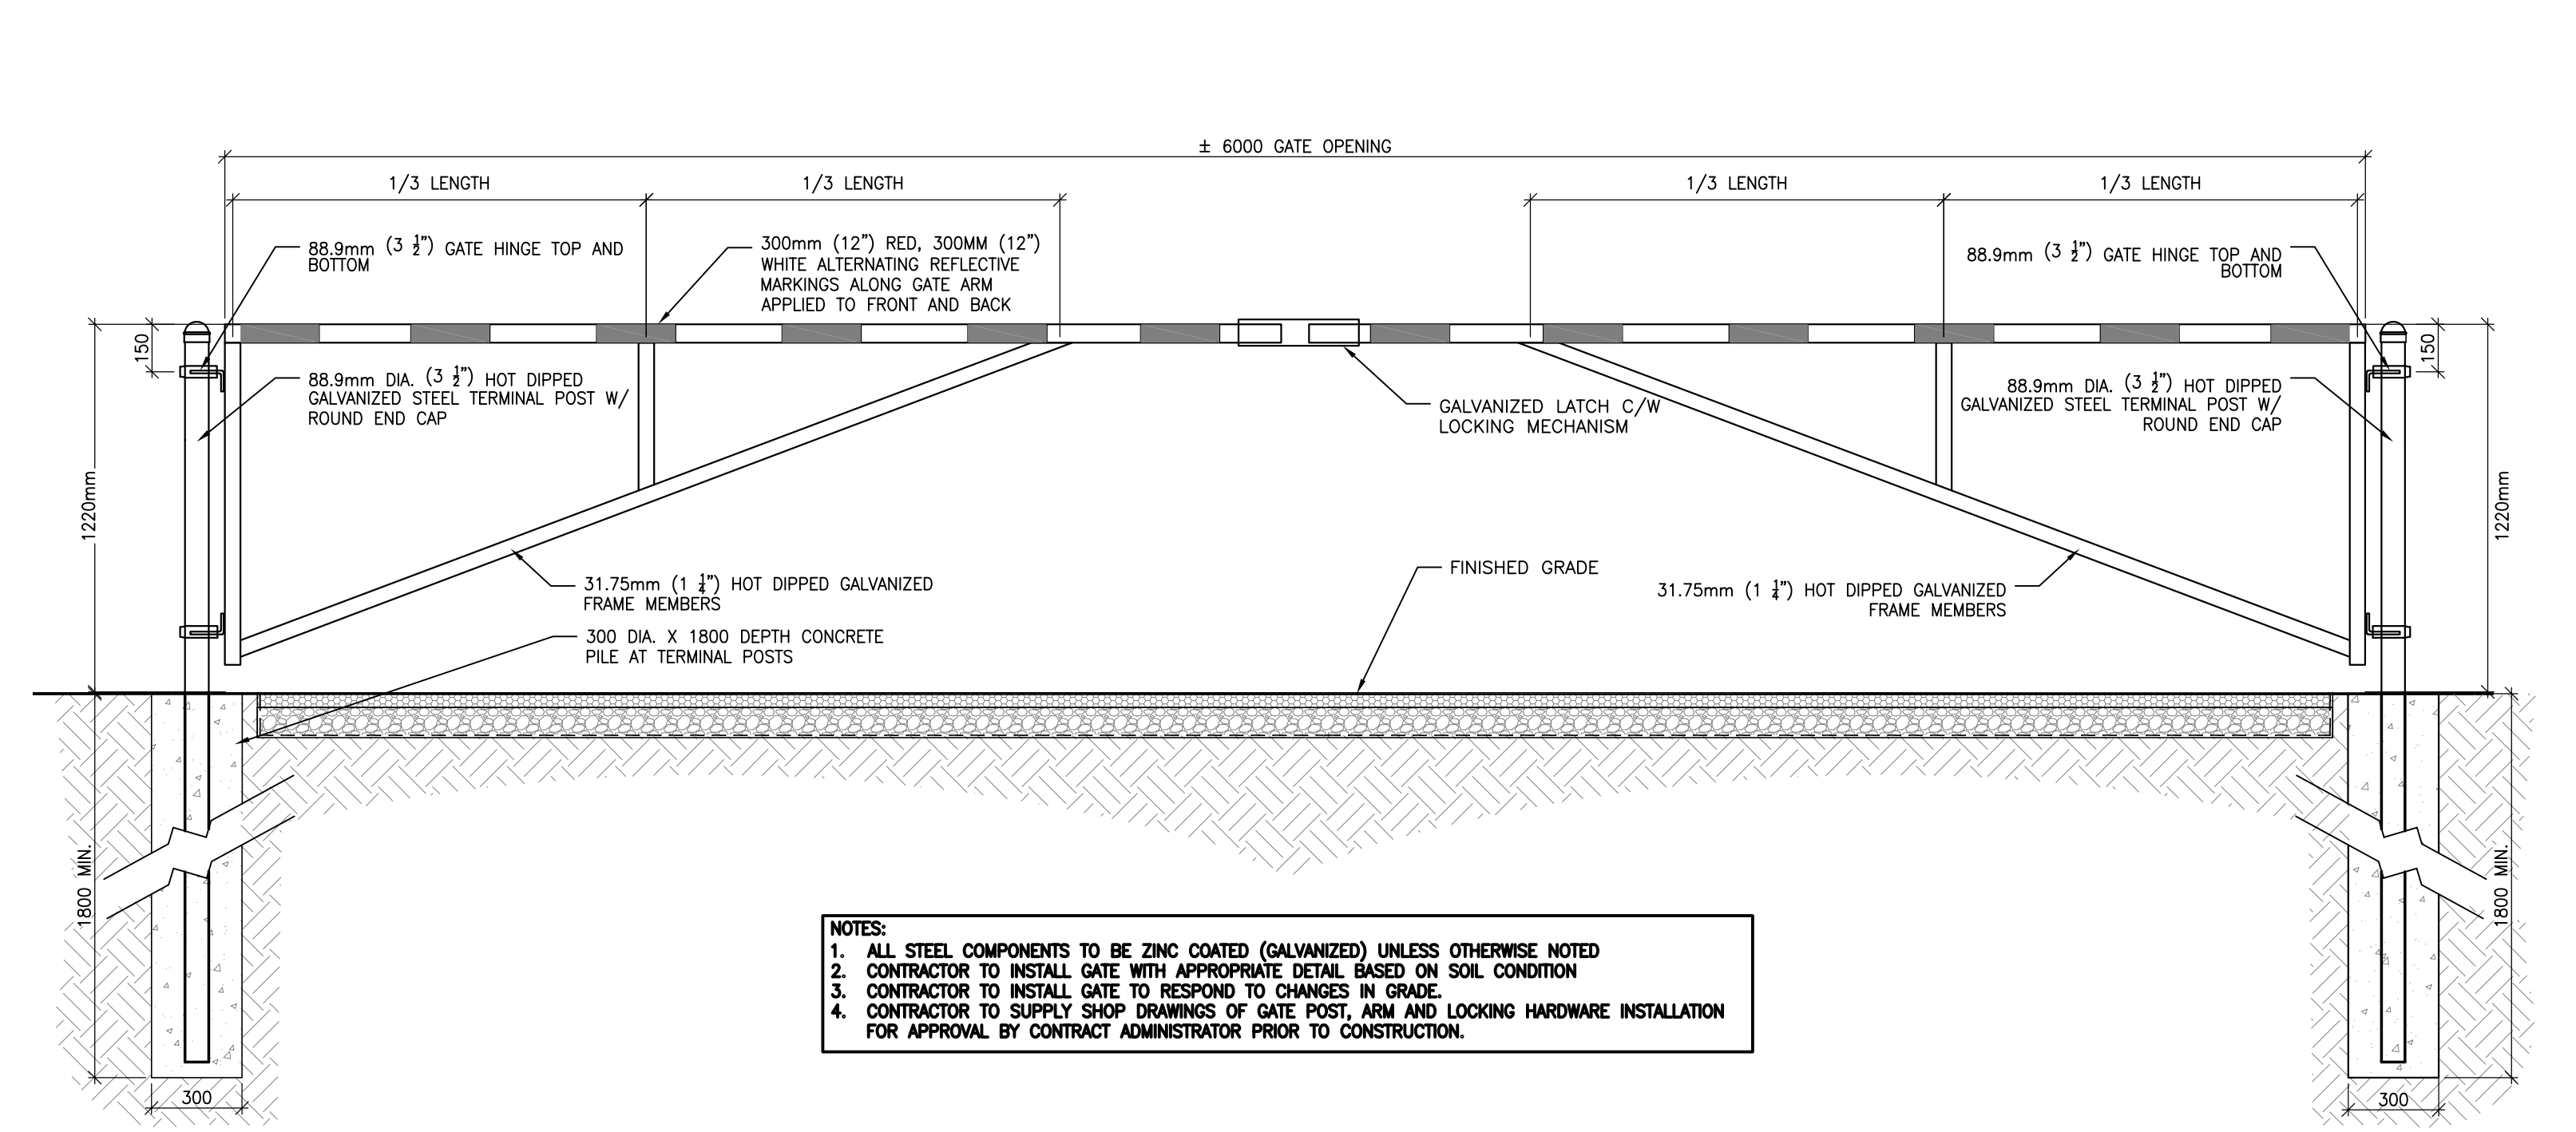 ± 6000 GATE OPENING
1/3 LENGTH
1/3 LENGTH
1/3 LENGTH
1/3 LENGTH
88.9mm (3 1/2") GATE HINGE TOP AND
BOTTOM
300mm (12") RED, 300MM (12")
WHITE ALTERNATING REFLECTIVE
MARKINGS ALONG GATE ARM
APPLIED TO FRONT AND BACK
88.9mm (3 1/2") GATE HINGE TOP AND
BOTTOM
150
150
88.9mm DIA. (3 1/2") HOT DIPPED
GALVANIZED STEEL TERMINAL POST W/
ROUND END CAP
GALVANIZED LATCH C/W
LOCKING MECHANISM
88.9mm DIA. (3 1/2") HOT DIPPED
GALVANIZED STEEL TERMINAL POST W/
ROUND END CAP
1220mm
1220mm
31.75mm (1 1/4") HOT DIPPED GALVANIZED
FRAME MEMBERS
FINISHED GRADE
31.75mm (1 1/4") HOT DIPPED GALVANIZED
FRAME MEMBERS
300 DIA. X 1800 DEPTH CONCRETE
PILE AT TERMINAL POSTS
1800 MIN.
1800 MIN.
NOTES:
1. ALL STEEL COMPONENTS TO BE ZINC COATED (GALVANIZED) UNLESS OTHERWISE NOTED
2. CONTRACTOR TO INSTALL GATE WITH APPROPRIATE DETAIL BASED ON SOIL CONDITION
3. CONTRACTOR TO INSTALL GATE TO RESPOND TO CHANGES IN GRADE.
4. CONTRACTOR TO SUPPLY SHOP DRAWINGS OF GATE POST, ARM AND LOCKING HARDWARE INSTALLATION
FOR APPROVAL BY CONTRACT ADMINISTRATOR PRIOR TO CONSTRUCTION.
300
300